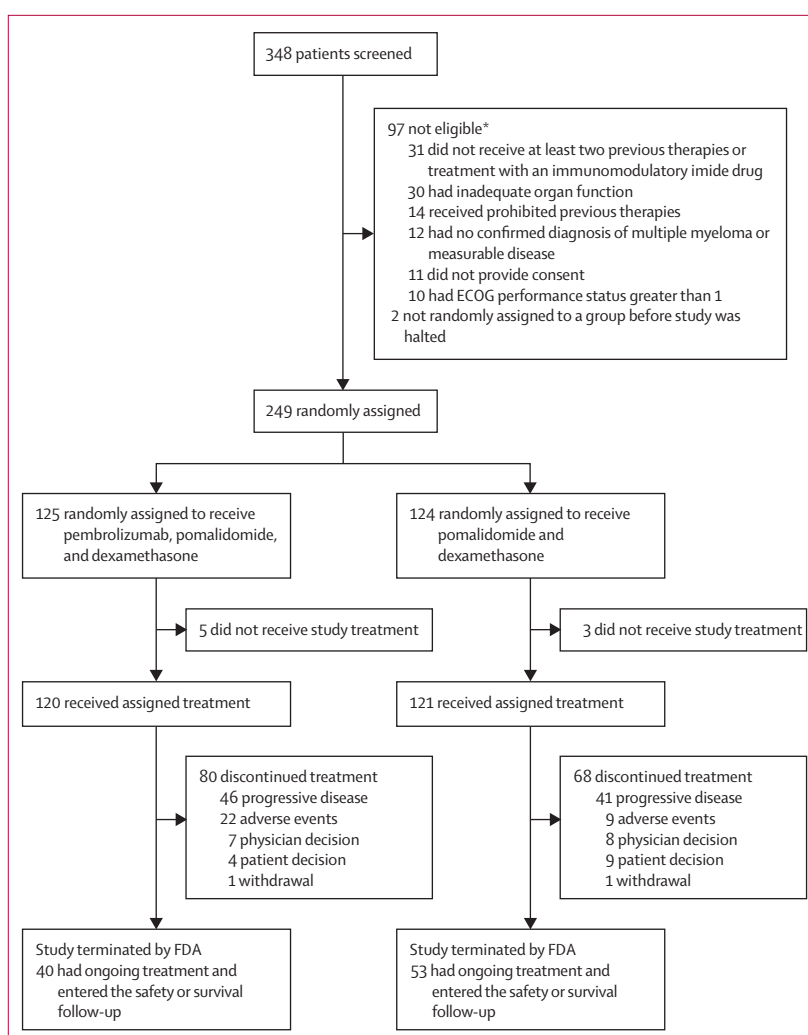 348 patients screened
97 not eligible*
31 did not receive at least two previous therapies or
treatment with an immunomodulatory imide drug
30 had inadequate organ function
14 received prohibited previous therapies
12 had no confirmed diagnosis of multiple myeloma or
measurable disease
11 did not provide consent
10 had ECOG performance status greater than 1
2 not randomly assigned to a group before study was
halted
249 randomly assigned
125 randomly assigned to receive
pembrolizumab, pomalidomide,
and dexamethasone
124 randomly assigned to receive
pomalidomide and
dexamethasone
5 did not receive study treatment
3 did not receive study treatment
120 received assigned treatment
121 received assigned treatment
80 discontinued treatment
46 progressive disease
22 adverse events
7 physician decision
4 patient decision
1 withdrawal
68 discontinued treatment
41 progressive disease
9 adverse events
8 physician decision
9 patient decision
1 withdrawal
Study terminated by FDA
40 had ongoing treatment and
entered the safety or survival
follow-up
Study terminated by FDA
53 had ongoing treatment and
entered the safety or survival
follow-up